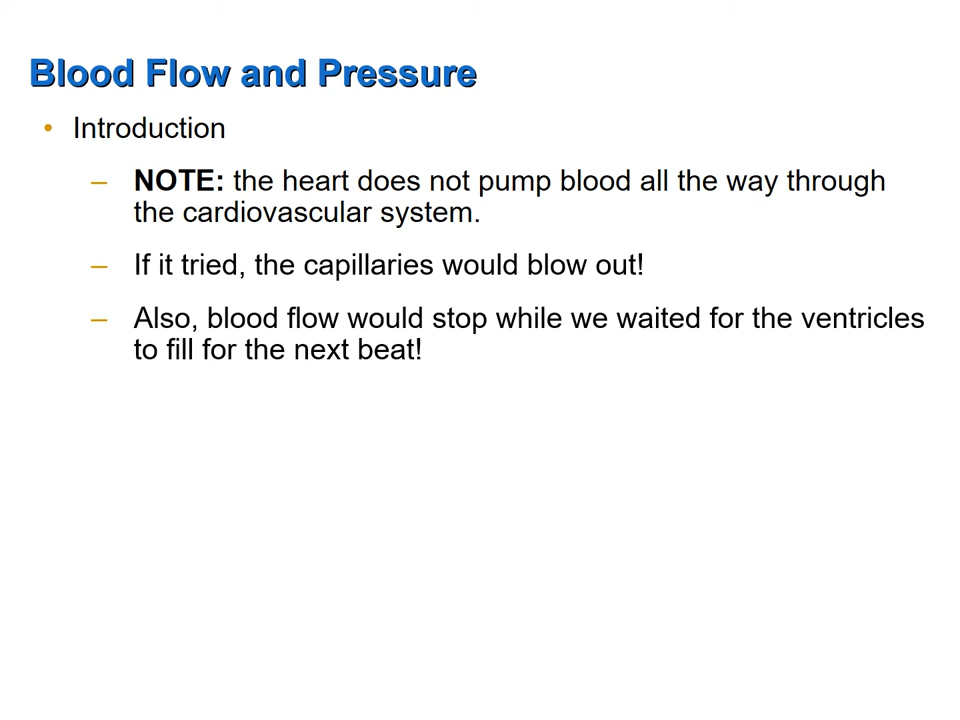 Blood Flow and Pressure
• Introduction
– NOTE: the heart does not pump blood all the way through
the cardiovascular system.
– If it tried, the capillaries would blow out!
– Also, blood flow would stop while we waited for the ventricles
to fill for the next beat!